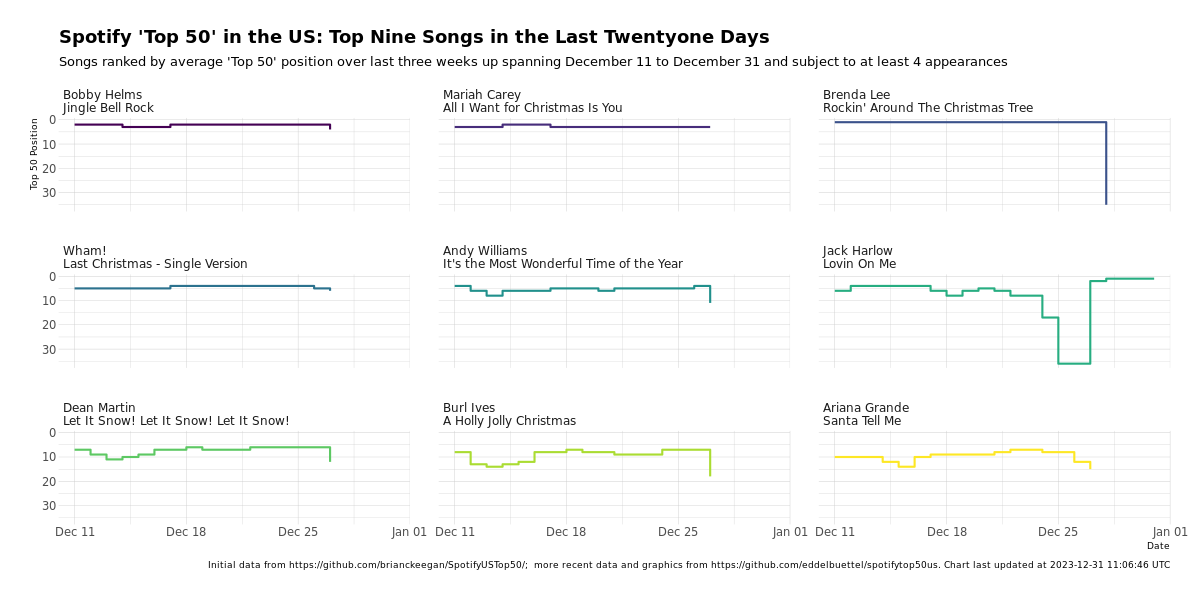 Spotify 'Top 50' in the US: Top Nine Songs in the Last Twentyone Days
Songs ranked by average 'Top 50' position over last three weeks up spanning December 11 to December 31 and subject to at least 4 appearances
Bobby Helms
Jingle Bell Rock
Mariah Carey
All I Want for Christmas Is You
Brenda Lee
Rockin' Around The Christmas Tree
Top 50 Position
0
10
20
30
Wham!
Last Christmas - Single Version
Andy Williams
It's the Most Wonderful Time of the Year
Jack Harlow
Lovin On Me
0
10
20
30
Dean Martin
Let It Snow! Let It Snow! Let It Snow!
Burl Ives
A Holly Jolly Christmas
Ariana Grande
Santa Tell Me
0
10
20
30
Dec 11 Dec 18 Dec 25 Jan 01 Dec 11 Dec 18 Dec 25 Jan 01 Dec 11 Dec 18 Dec 25 Jan 01
Date
Initial data from https://github.com/brianckeegan/SpotifyUSTop50/;  more recent data and graphics from https://github.com/eddelbuettel/spotifytop50us. Chart last updated at 2023-12-31 11:06:46 UTC